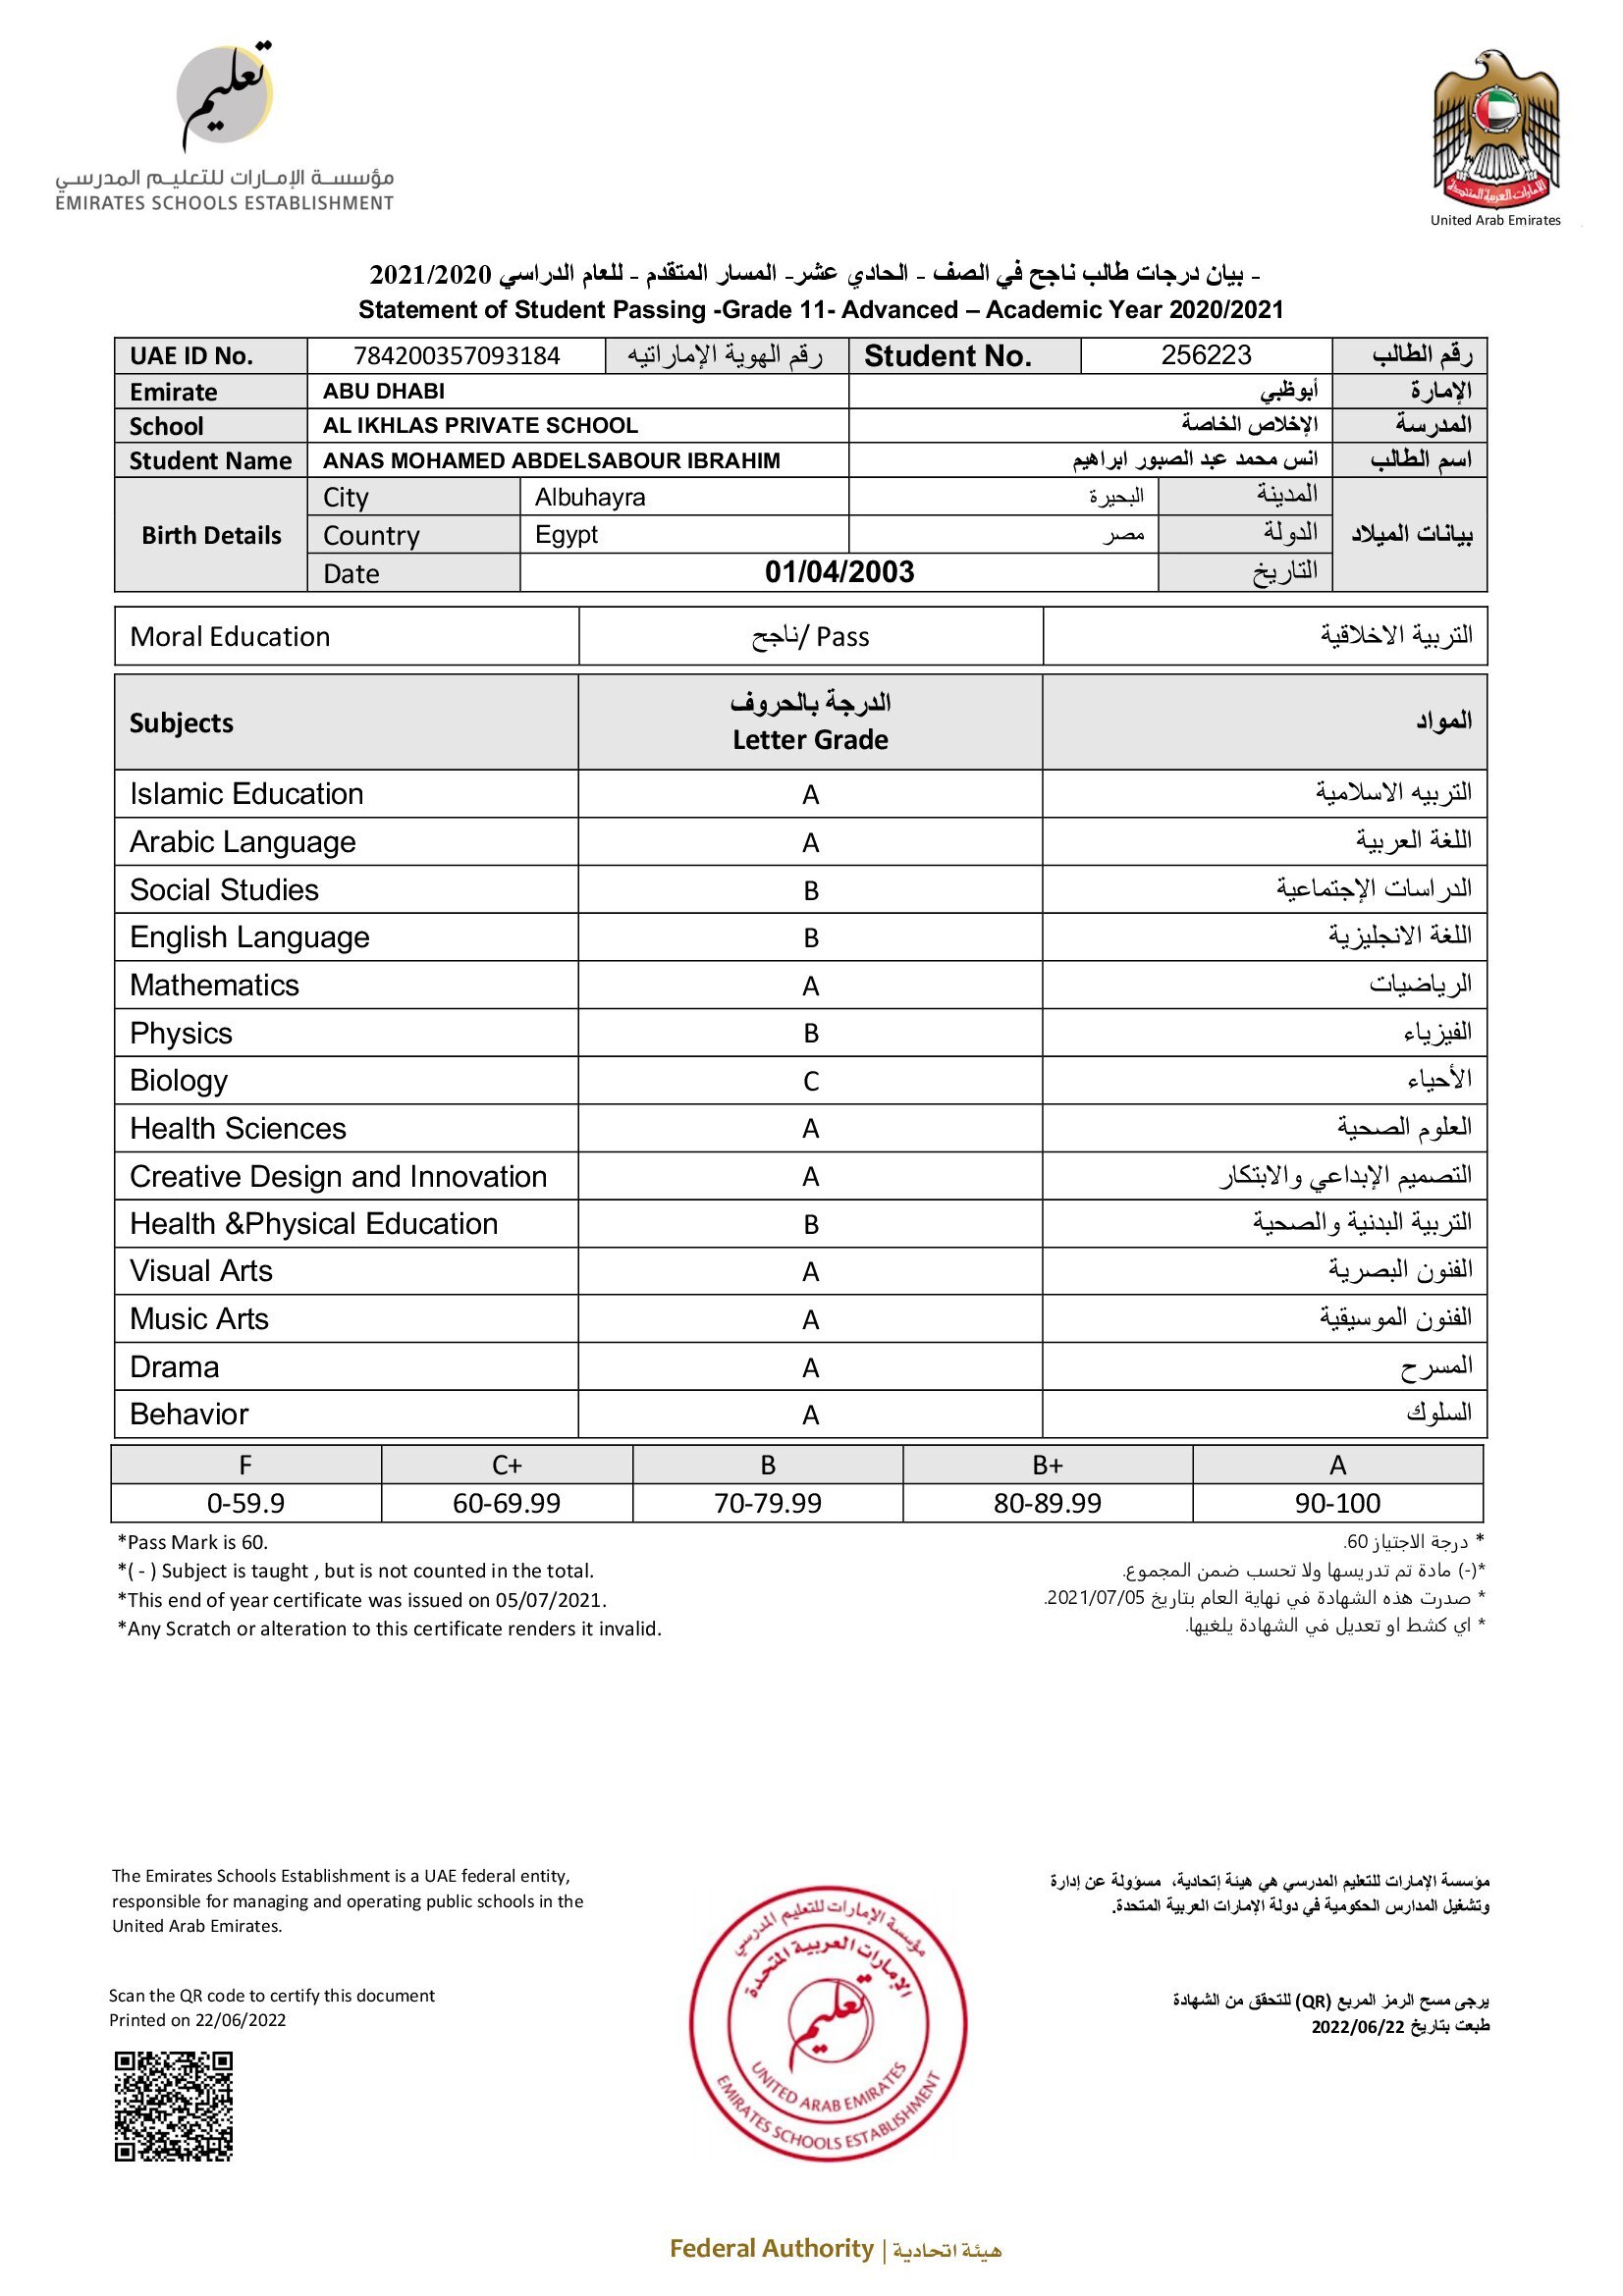 تعليم
مؤسسة الإمارات للتعليم المدرسي
EMIRATES SCHOOLS ESTABLISHMENT
الإمارات العربية المتحدة
United Arab Emirates
- بيان درجات طالب ناجح في الصف - الحادي عشر- المسار المتقدم - للعام الدراسي 2021/2020
Statement of Student Passing -Grade 11- Advanced – Academic Year 2020/2021
UAE ID No. 784200357093184 رقم الهوية الإماراتيه Student No. 256223 رقم الطالب
Emirate ABU DHABI أبوظبي الإمارة
School AL IKHLAS PRIVATE SCHOOL الإخلاص الخاصة المدرسة
Student Name ANAS MOHAMED ABDELSABOUR IBRAHIM انس محمد عبد الصبور ابراهيم اسم الطالب
Birth Details City Albuhayra البحيرة المدينة بيانات الميلاد
Country Egypt مصر الدولة
Date 01/04/2003 التاريخ
Moral Education ناجح/ Pass التربية الاخلاقية
Subjects الدرجة بالحروف المواد
Letter Grade
Islamic Education A التربيه الاسلامية
Arabic Language A اللغة العربية
Social Studies B الدراسات الإجتماعية
English Language B اللغة الانجليزية
Mathematics A الرياضيات
Physics B الفيزياء
Biology C الأحياء
Health Sciences A العلوم الصحية
Creative Design and Innovation A التصميم الإبداعي والابتكار
Health &Physical Education B التربية البدنية والصحية
Visual Arts A الفنون البصرية
Music Arts A الفنون الموسيقية
Drama A المسرح
Behavior A السلوك
F C+ B B+ A
0-59.9 60-69.99 70-79.99 80-89.99 90-100
*Pass Mark is 60. * درجة الاجتياز 60.
*( - ) Subject is taught , but is not counted in the total. *(-) مادة تم تدريسها ولا تحسب ضمن المجموع.
*This end of year certificate was issued on 05/07/2021. * صدرت هذه الشهادة في نهاية العام بتاريخ 2021/07/05.
*Any Scratch or alteration to this certificate renders it invalid. * اي كشط او تعديل في الشهادة يلغيها.
The Emirates Schools Establishment is a UAE federal entity,
responsible for managing and operating public schools in the
United Arab Emirates.
مؤسسة الإمارات للتعليم المدرسي هي هيئة إتحادية، مسؤولة عن إدارة
وتشغيل المدارس الحكومية في دولة الإمارات العربية المتحدة.
Scan the QR code to certify this document
Printed on 22/06/2022
يرجى مسح الرمز المربع (QR) للتحقق من الشهادة
طبعت بتاريخ 2022/06/22
مؤسسة الإمارات للتعليم المدرسي
الإمارات العربية المتحدة
تعليم
UNITED ARAB EMIRATES
EMIRATES SCHOOLS ESTABLISHMENT
Federal Authority | هيئة اتحادية